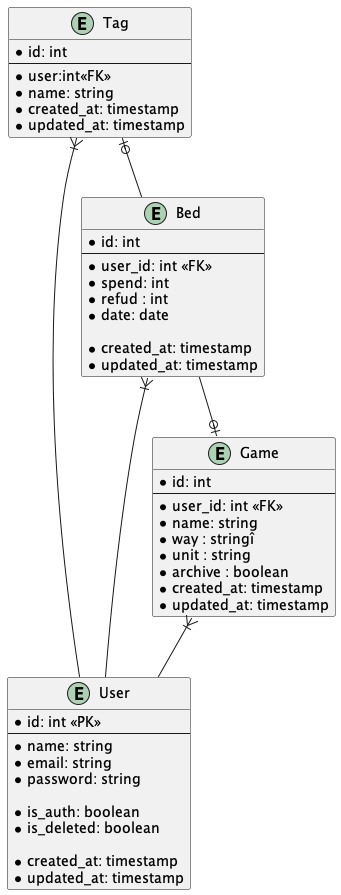 E Tag
id: int
user:int«FK»
name: string
created_at: timestamp
updated_at: timestamp
E Bed
id: int
user_id: int «FK»
spend: int
refud : int
date: date
created_at: timestamp
updated_at: timestamp
E Game
id: int
user_id: int «FK»
name: string
way : stringî
unit : string
archive : boolean
created_at: timestamp
updated_at: timestamp
E User
id: int «PK»
name: string
email: string
password: string
is_auth: boolean
is_deleted: boolean
created_at: timestamp
updated_at: timestamp